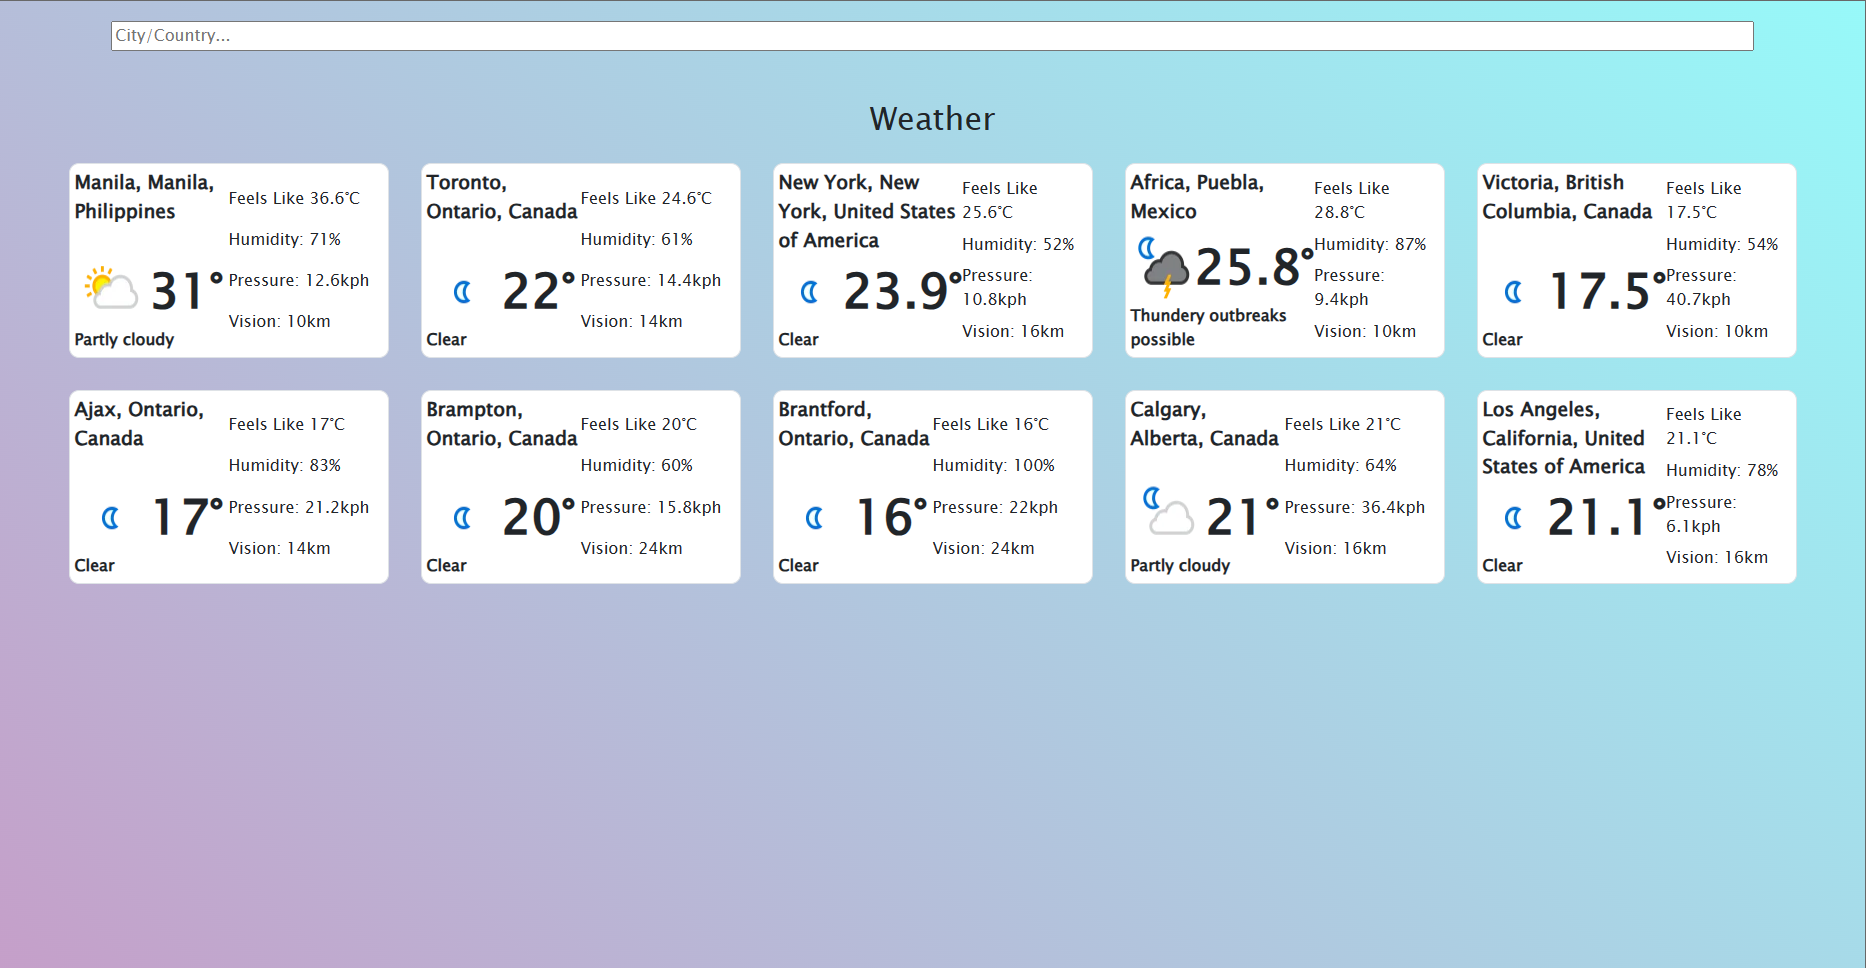 City/Country...
Weather
Manila, Manila,
Philippines
31°
Partly cloudy
Feels Like 36.6°C
Humidity: 71%
Pressure: 12.6kph
Vision: 10km
Toronto,
Ontario, Canada
22°
Clear
Feels Like 24.6°C
Humidity: 61%
Pressure: 14.4kph
Vision: 14km
New York, New
York, United States
of America
23.9°
Clear
Feels Like
25.6°C
Humidity: 52%
Pressure:
10.8kph
Vision: 16km
Africa, Puebla,
Mexico
25.8°
Thundery outbreaks
possible
Feels Like
28.8°C
Humidity: 87%
Pressure:
9.4kph
Vision: 10km
Victoria, British
Columbia, Canada
17.5°
Clear
Feels Like
17.5°C
Humidity: 54%
Pressure:
40.7kph
Vision: 10km
Ajax, Ontario,
Canada
17°
Clear
Feels Like 17°C
Humidity: 83%
Pressure: 21.2kph
Vision: 14km
Brampton,
Ontario, Canada
20°
Clear
Feels Like 20°C
Humidity: 60%
Pressure: 15.8kph
Vision: 24km
Brantford,
Ontario, Canada
16°
Clear
Feels Like 16°C
Humidity: 100%
Pressure: 22kph
Vision: 24km
Calgary,
Alberta, Canada
21°
Partly cloudy
Feels Like 21°C
Humidity: 64%
Pressure: 36.4kph
Vision: 16km
Los Angeles,
California, United
States of America
21.1°
Clear
Feels Like
21.1°C
Humidity: 78%
Pressure:
6.1kph
Vision: 16km